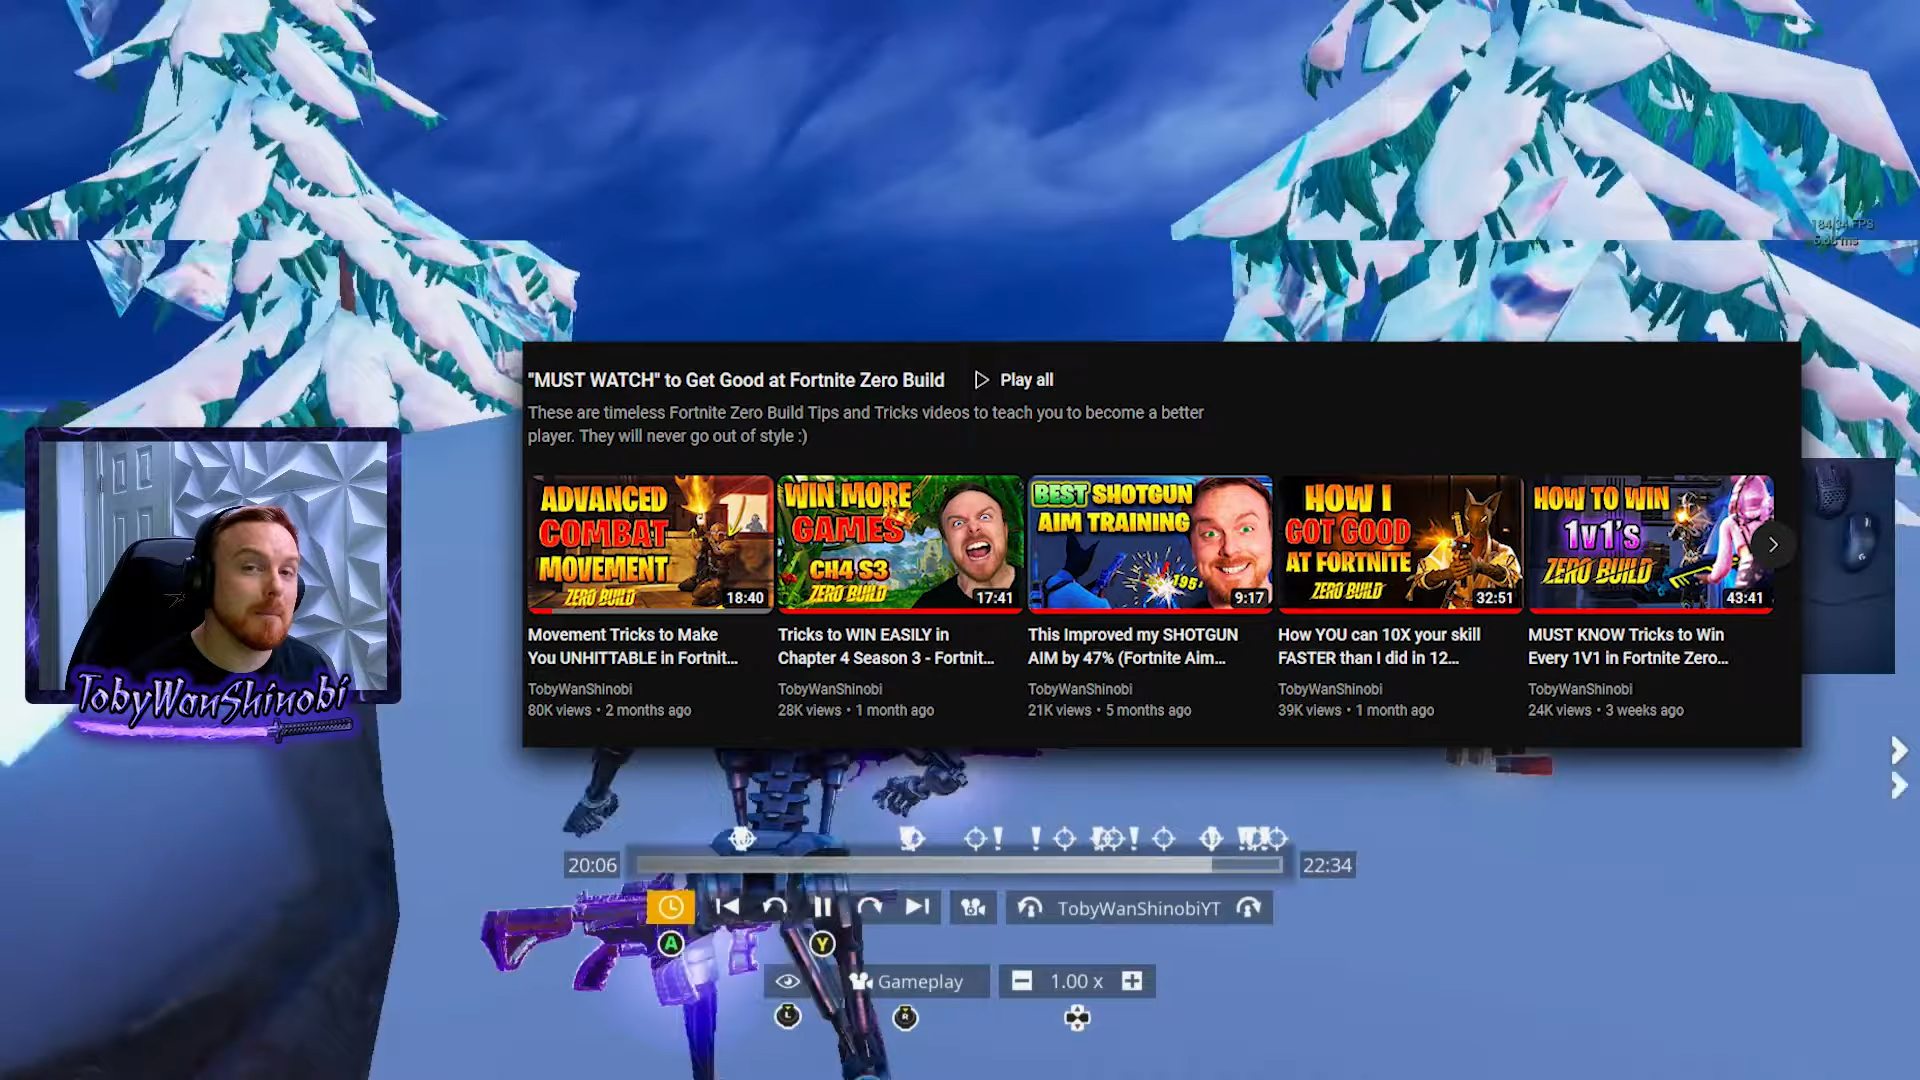 184.34 FPS
"MUST WATCH" to Get Good at Fortnite Zero Build
Play all
These are timeless Fortnite Zero Build Tips and Tricks videos to teach you to become a better
player. They will never go out of style :)
ADVANCED
COMBAT
MOVEMENT
ZERO BUILD
18:40
WIN MORE
GAMES
CH4 S3
ZERO BUILD
17:41
BEST SHOTGUN
AIM TRAINING
195
9:17
HOW I
GOT GOOD
AT FORTNITE
ZERO BUILD
32:51
HOW TO WIN
1v1's
ZERO BUILD
43:41
Movement Tricks to Make
You UNHITTABLE in Fortnit...
TobyWanShinobi
80K views • 2 months ago
Tricks to WIN EASILY in
Chapter 4 Season 3 - Fortnit...
TobyWanShinobi
28K views • 1 month ago
This Improved my SHOTGUN
AIM by 47% (Fortnite Aim...
TobyWanShinobi
21K views • 5 months ago
How YOU can 10X your skill
FASTER than I did in 12...
TobyWanShinobi
39K views • 1 month ago
MUST KNOW Tricks to Win
Every 1V1 in Fortnite Zero...
TobyWanShinobi
24K views • 3 weeks ago
TobyWanShinobi
20:06
22:34
TobyWanShinobiYT
A
Y
Gameplay
1.00 x
L
R